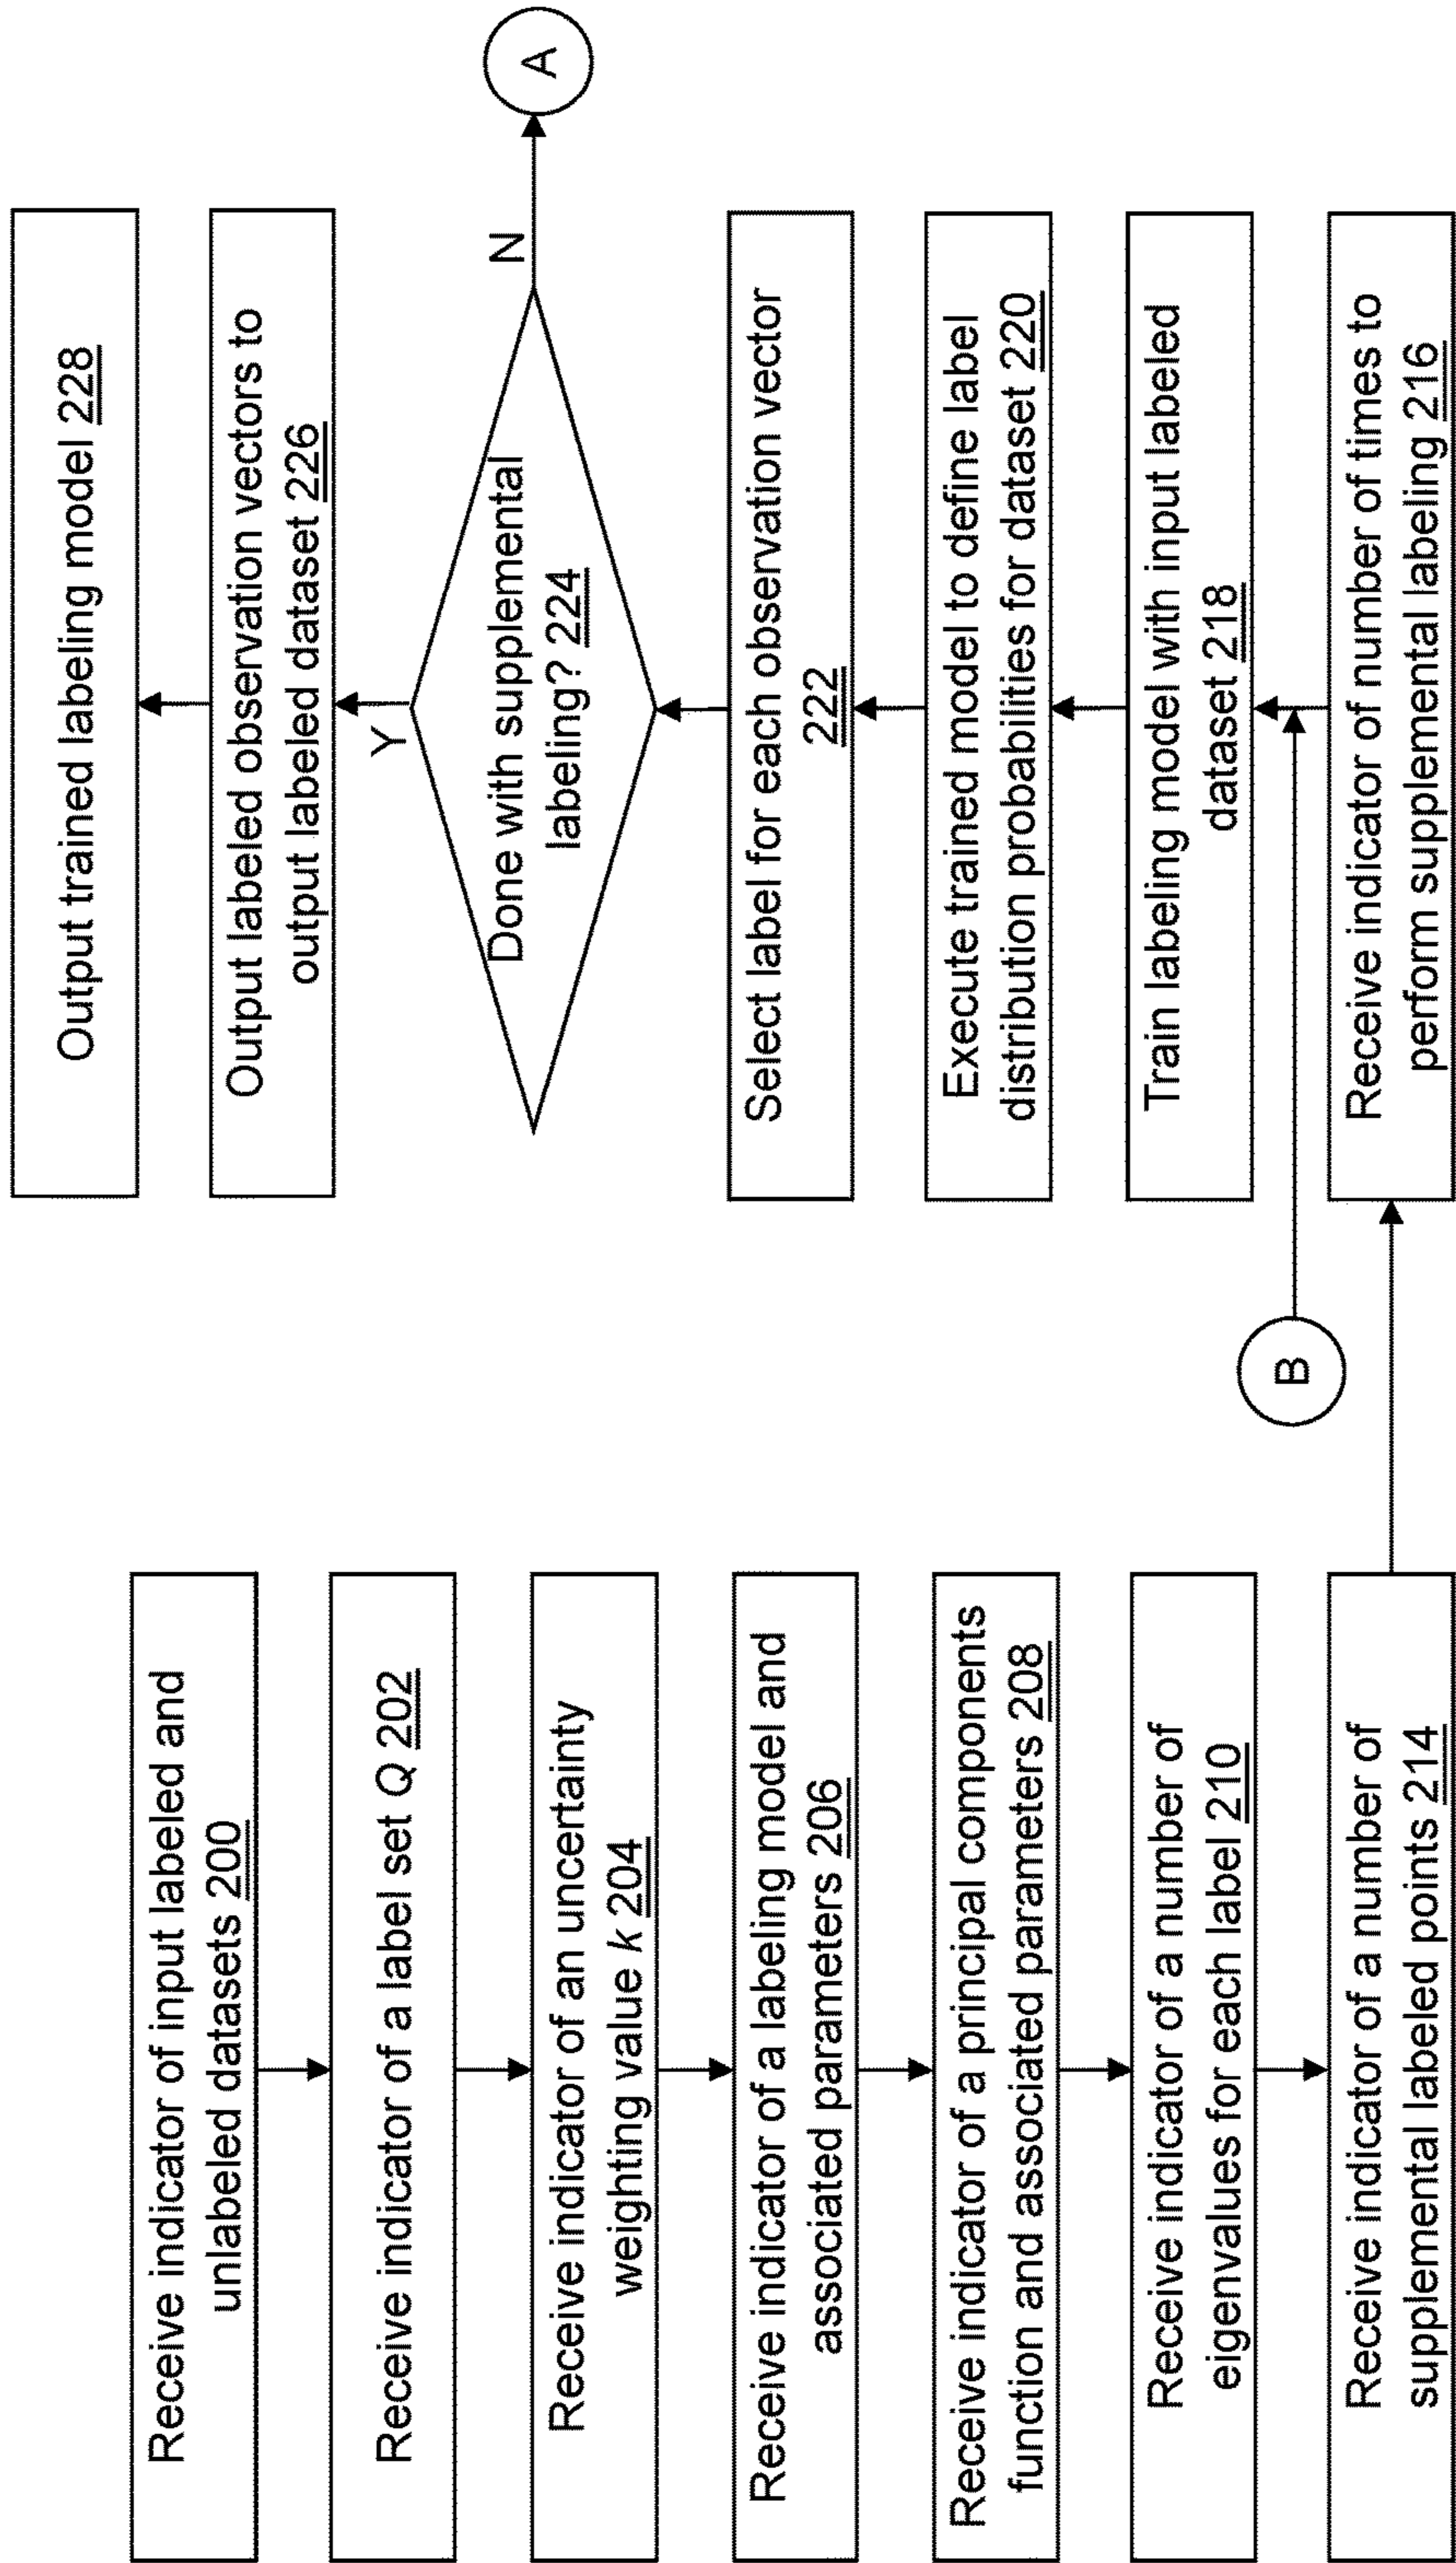 Receive indicator of input labeled and
unlabeled datasets 200
Receive indicator of a label set Q 202
Receive indicator of an uncertainty
weighting value k 204
Receive indicator of a labeling model and
associated parameters 206
Receive indicator of a principal components
function and associated parameters 208
Receive indicator of a number of
eigenvalues for each label 210
Receive indicator of a number of
supplemental labeled points 214
B
Receive indicator of number of times to
perform supplemental labeling 216
Train labeling model with input labeled
dataset 218
Execute trained model to define label
distribution probabilities for dataset 220
Select label for each observation vector
222
Done with supplemental
labeling? 224
N
A
Y
Output labeled observation vectors to
output labeled dataset 226
Output trained labeling model 228